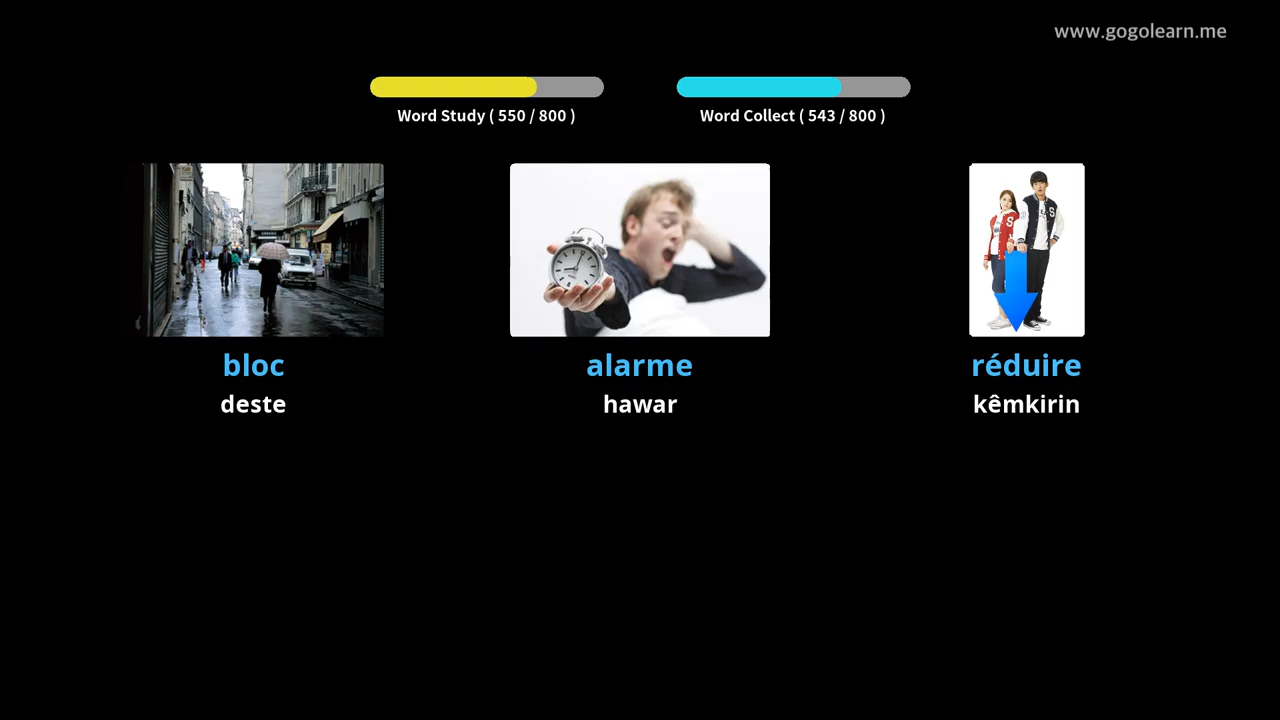 www.gogolearn.me
Word Study ( 550 / 800 )
Word Collect ( 543 / 800 )
bloc
deste
alarme
hawar
réduire
kêmkirin